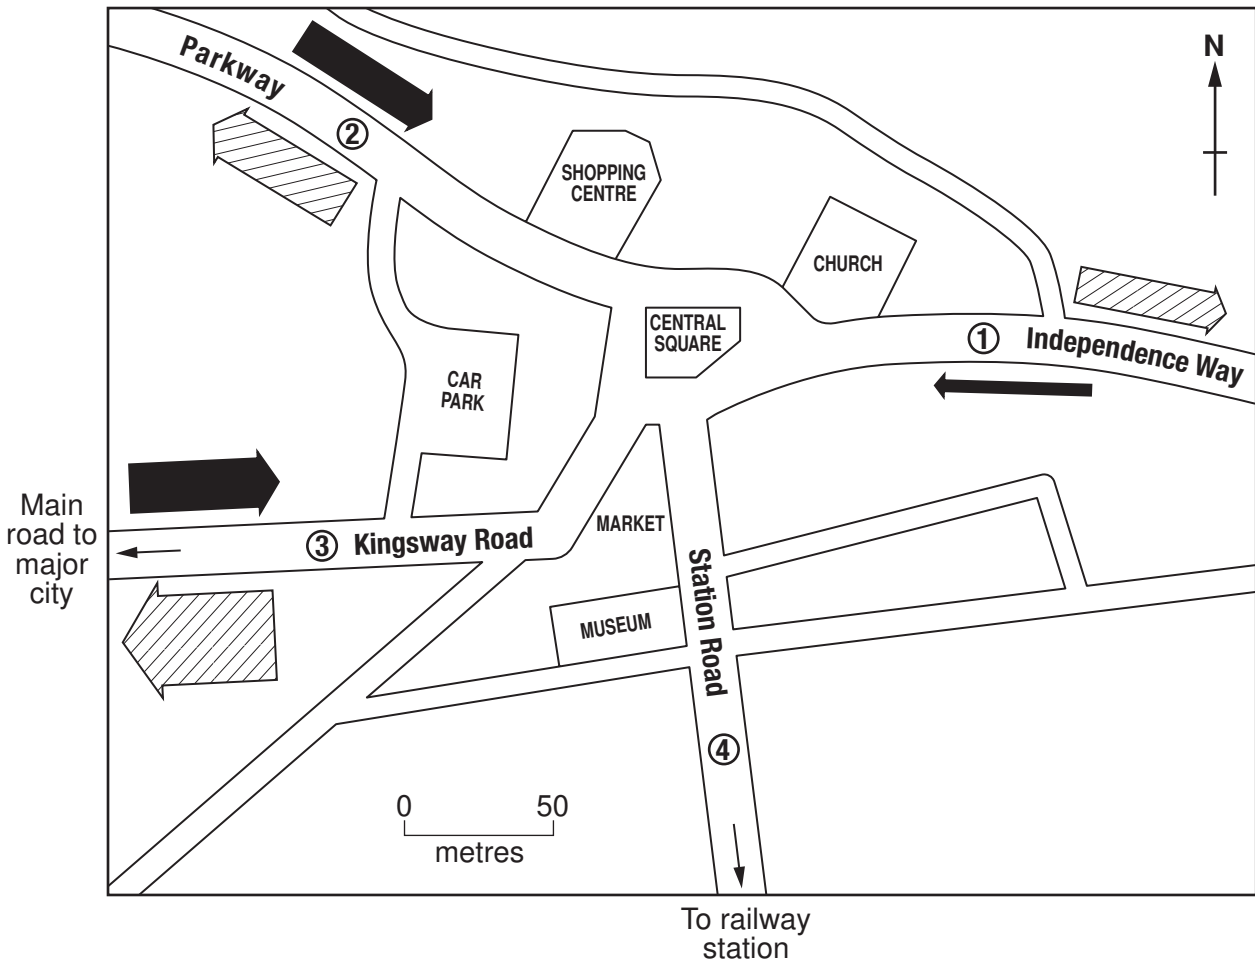 Parkway
N
②
SHOPPING
CENTRE
CHURCH
CENTRAL
SQUARE
① Independence Way
CAR
PARK
Main
road to
major
city
③ Kingsway Road
MARKET
Station Road
MUSEUM
④
0 50
metres
To railway
station